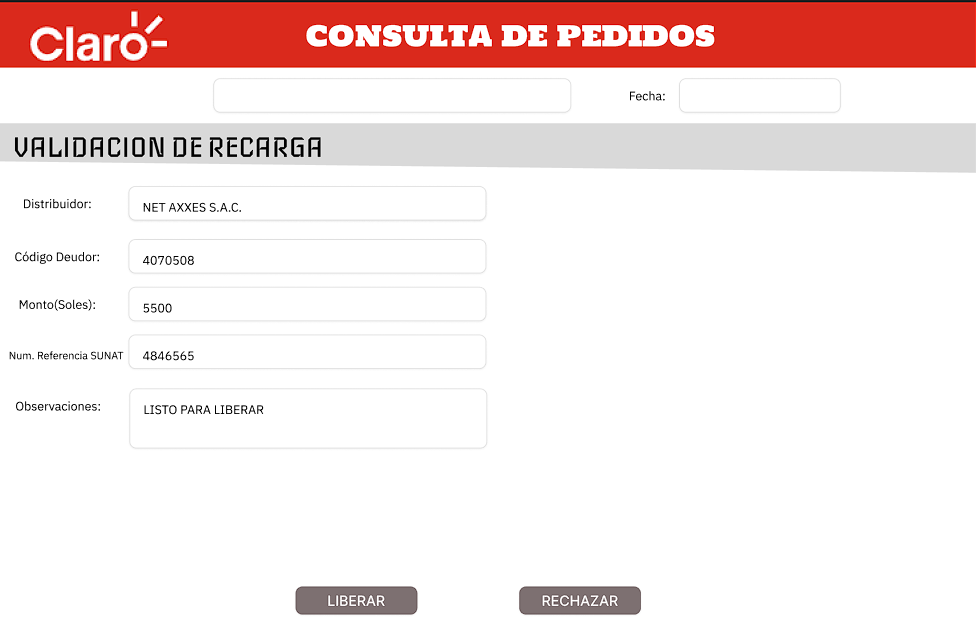 Claro
CONSULTA DE PEDIDOS
Fecha:
VALIDACION DE RECARGA
Distribuidor:
NET AXXES S.A.C.
Código Deudor:
4070508
Monto(Soles):
5500
Num. Referencia SUNAT
4846565
Observaciones:
LISTO PARA LIBERAR
LIBERAR
RECHAZAR